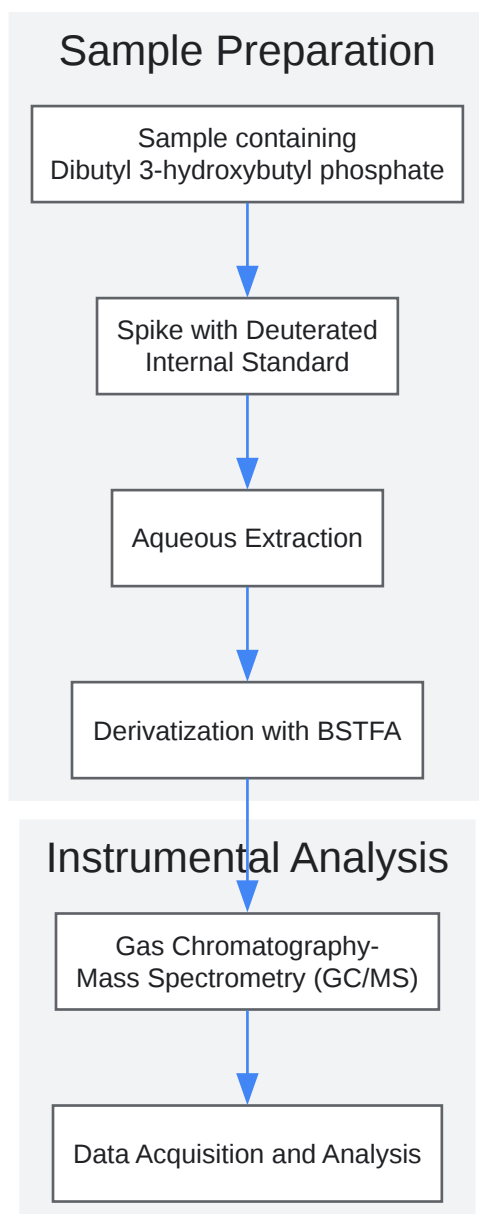 Sample Preparation
Sample containing
Dibutyl 3-hydroxybutyl phosphate
Spike with Deuterated
Internal Standard
Aqueous Extraction
Derivatization with BSTFA
Instrumental Analysis
Gas Chromatography-
Mass Spectrometry (GC/MS)
Data Acquisition and Analysis